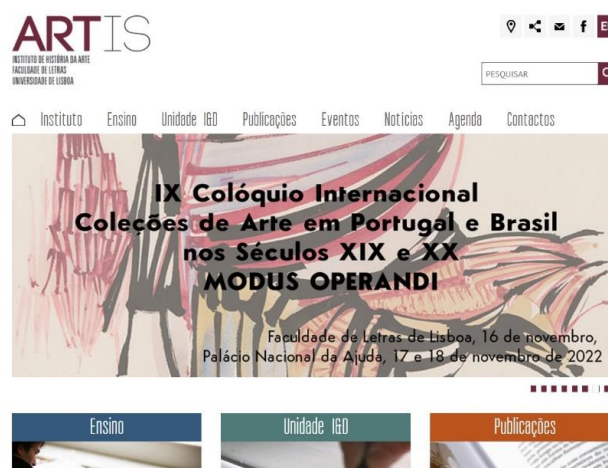 ARTIS
INSTITUTO DE HISTÓRIA DA ARTE
FACULDADE DE LETRAS
UNIVERSIDADE DE LISBOA
PESQUISAR
Instituto Ensino Unidade I&D Publicações Eventos Notícias Agenda Contactos
IX Colóquio Internacional
Coleções de Arte em Portugal e Brasil
nos Séculos XIX e XX
MODUS OPERANDI
Faculdade de Letras de Lisboa, 16 de novembro,
Palácio Nacional da Ajuda, 17 e 18 de novembro de 2022
Ensino Unidade I&D Publicações